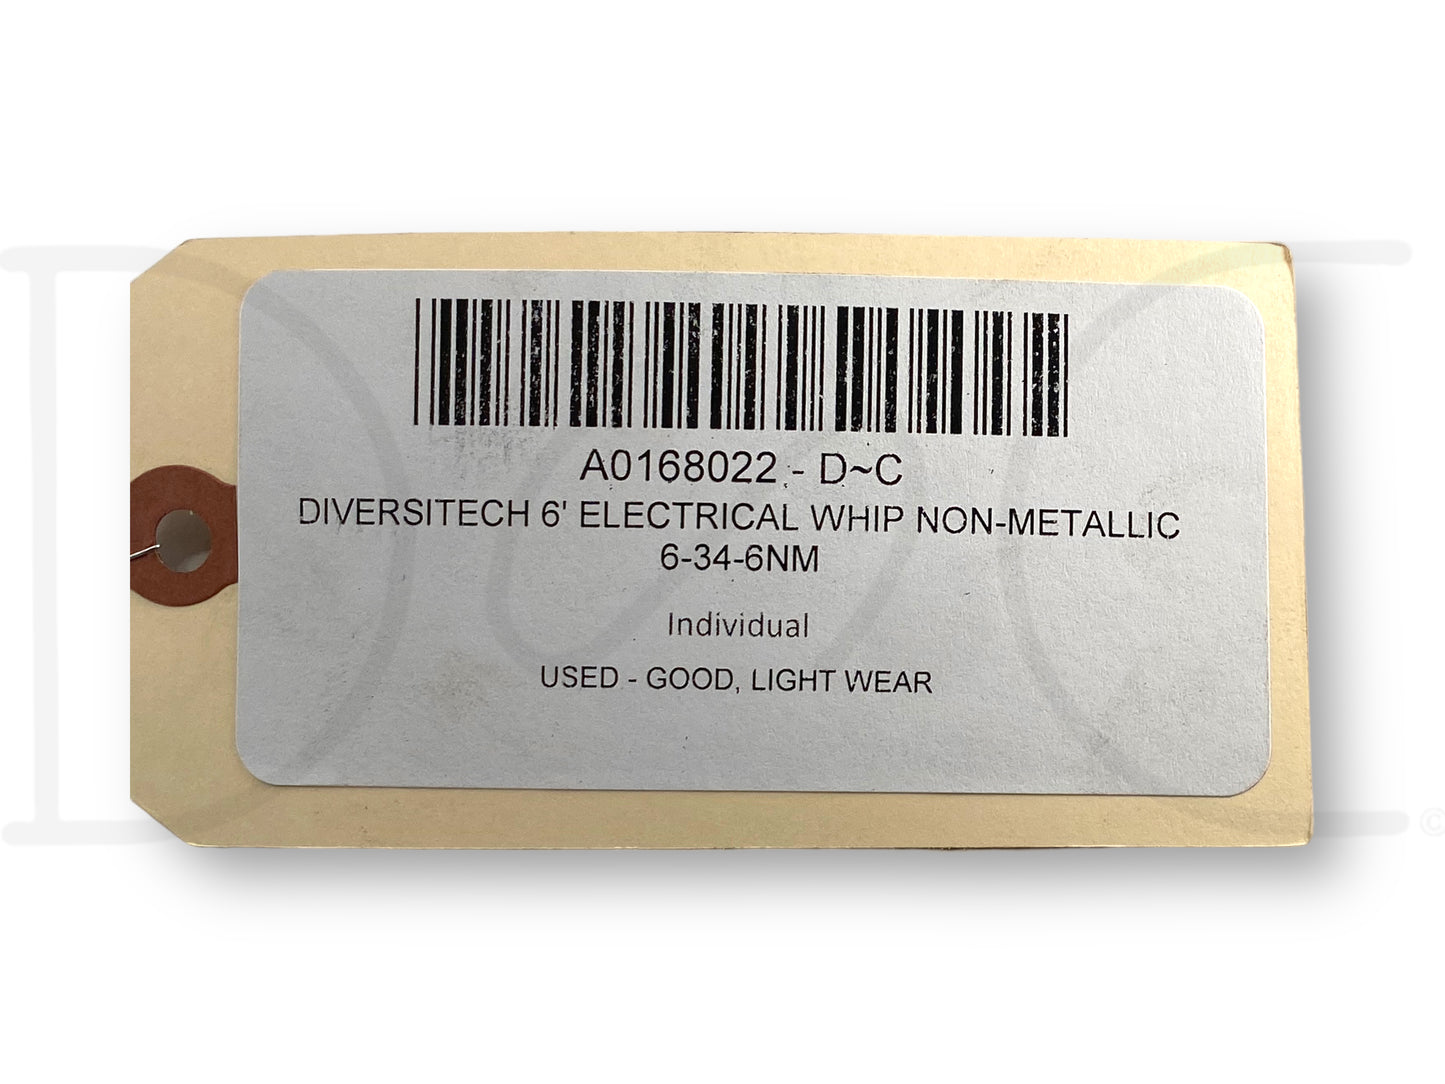 A0168022 - D~C
DIVERSITECH 6' ELECTRICAL WHIP NON-METALLIC
6-34-6NM
Individual
USED - GOOD, LIGHT WEAR
©